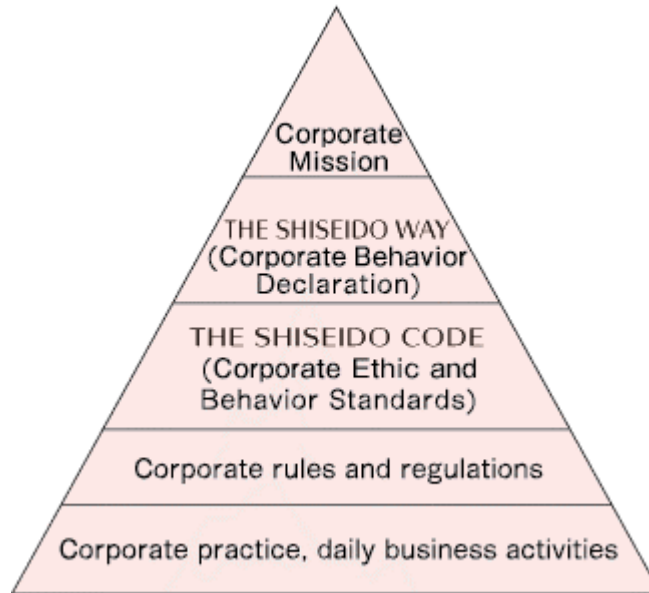 Corporate
Mission
THE SHISEIDO WAY
(Corporate Behavior
Declaration)
THE SHISEIDO CODE
(Corporate Ethic and
Behavior Standards)
Corporate rules and regulations
Corporate practice, daily business activities